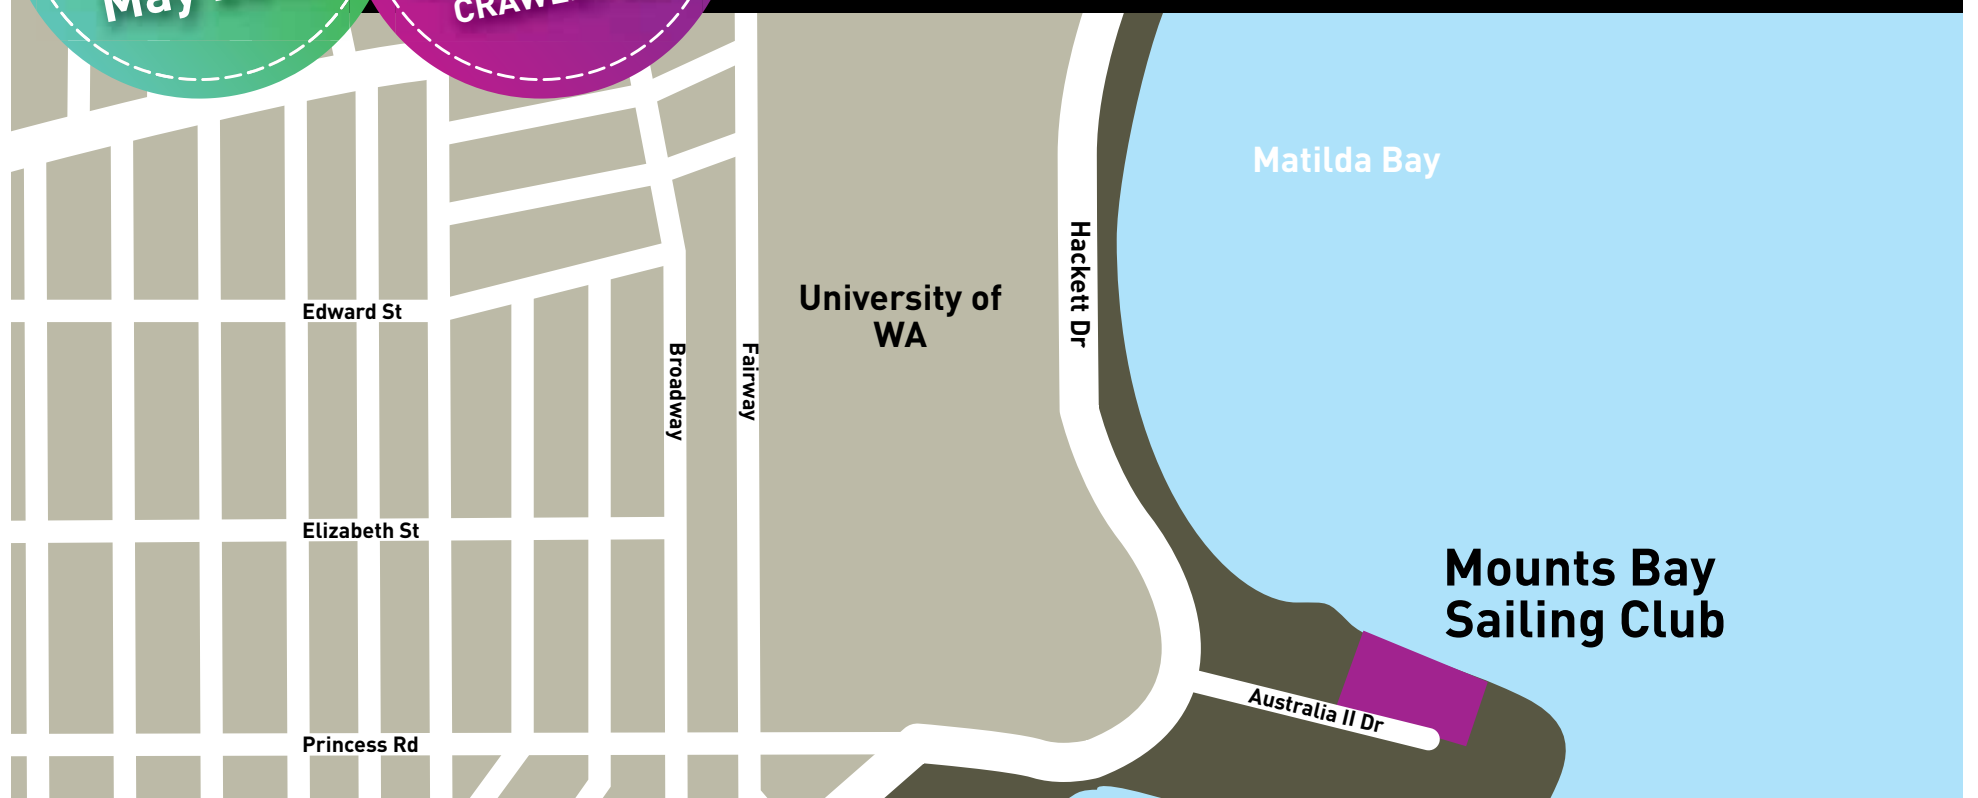 May
Matilda Bay
Hackett Dr
University of
WA
Edward St
Broadway
Fairway
Elizabeth St
Mounts Bay
Sailing Club
Australia II Dr
Princess Rd